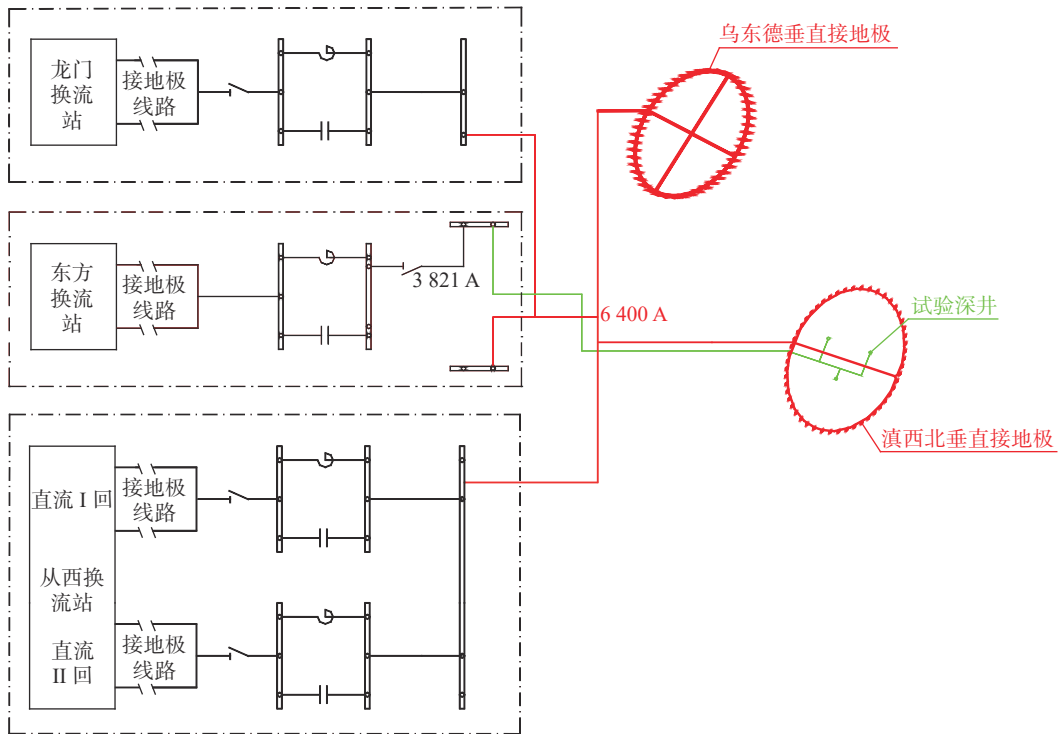 龙门
换流
站
接地极
线路
乌东德垂直接地极
东方
换流
站
接地极
线路
3 821 A
6 400 A
试验深井
滇西北垂直接地极
直流 I 回
接地极
线路
从西换
流站
直流
II 回
接地极
线路